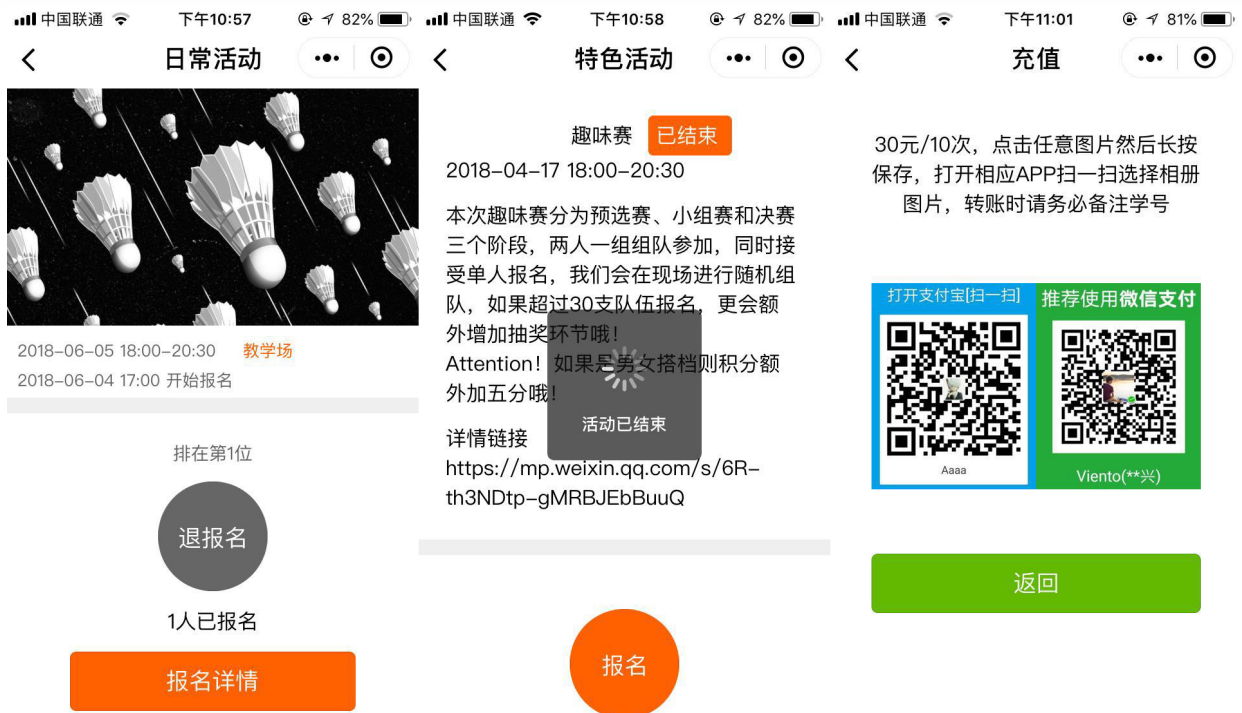 中国联通 下午10:57 82%
日常活动
2018-06-05 18:00-20:30 教学场
2018-06-04 17:00 开始报名
排在第1位
退报名
1人已报名
报名详情
中国联通 下午10:58 82%
特色活动
趣味赛 已结束
2018-04-17 18:00-20:30
本次趣味赛分为预选赛、小组赛和决赛
三个阶段，两人一组组队参加，同时接
受单人报名，我们会在现场进行随机组
队，如果超过30支队伍报名，更会额
外增加抽奖环节哦！
Attention！如果是男女搭档则积分额
外加五分哦！
活动已结束
详情链接
https://mp.weixin.qq.com/s/6R-
th3NDtp-gMRBJEbBuuQ
报名
中国联通 下午11:01 81%
充值
30元/10次，点击任意图片然后长按
保存，打开相应APP扫一扫选择相册
图片，转账时请务必备注学号
打开支付宝[扫一扫]
Aaaa
推荐使用微信支付
Viento(**兴)
返回